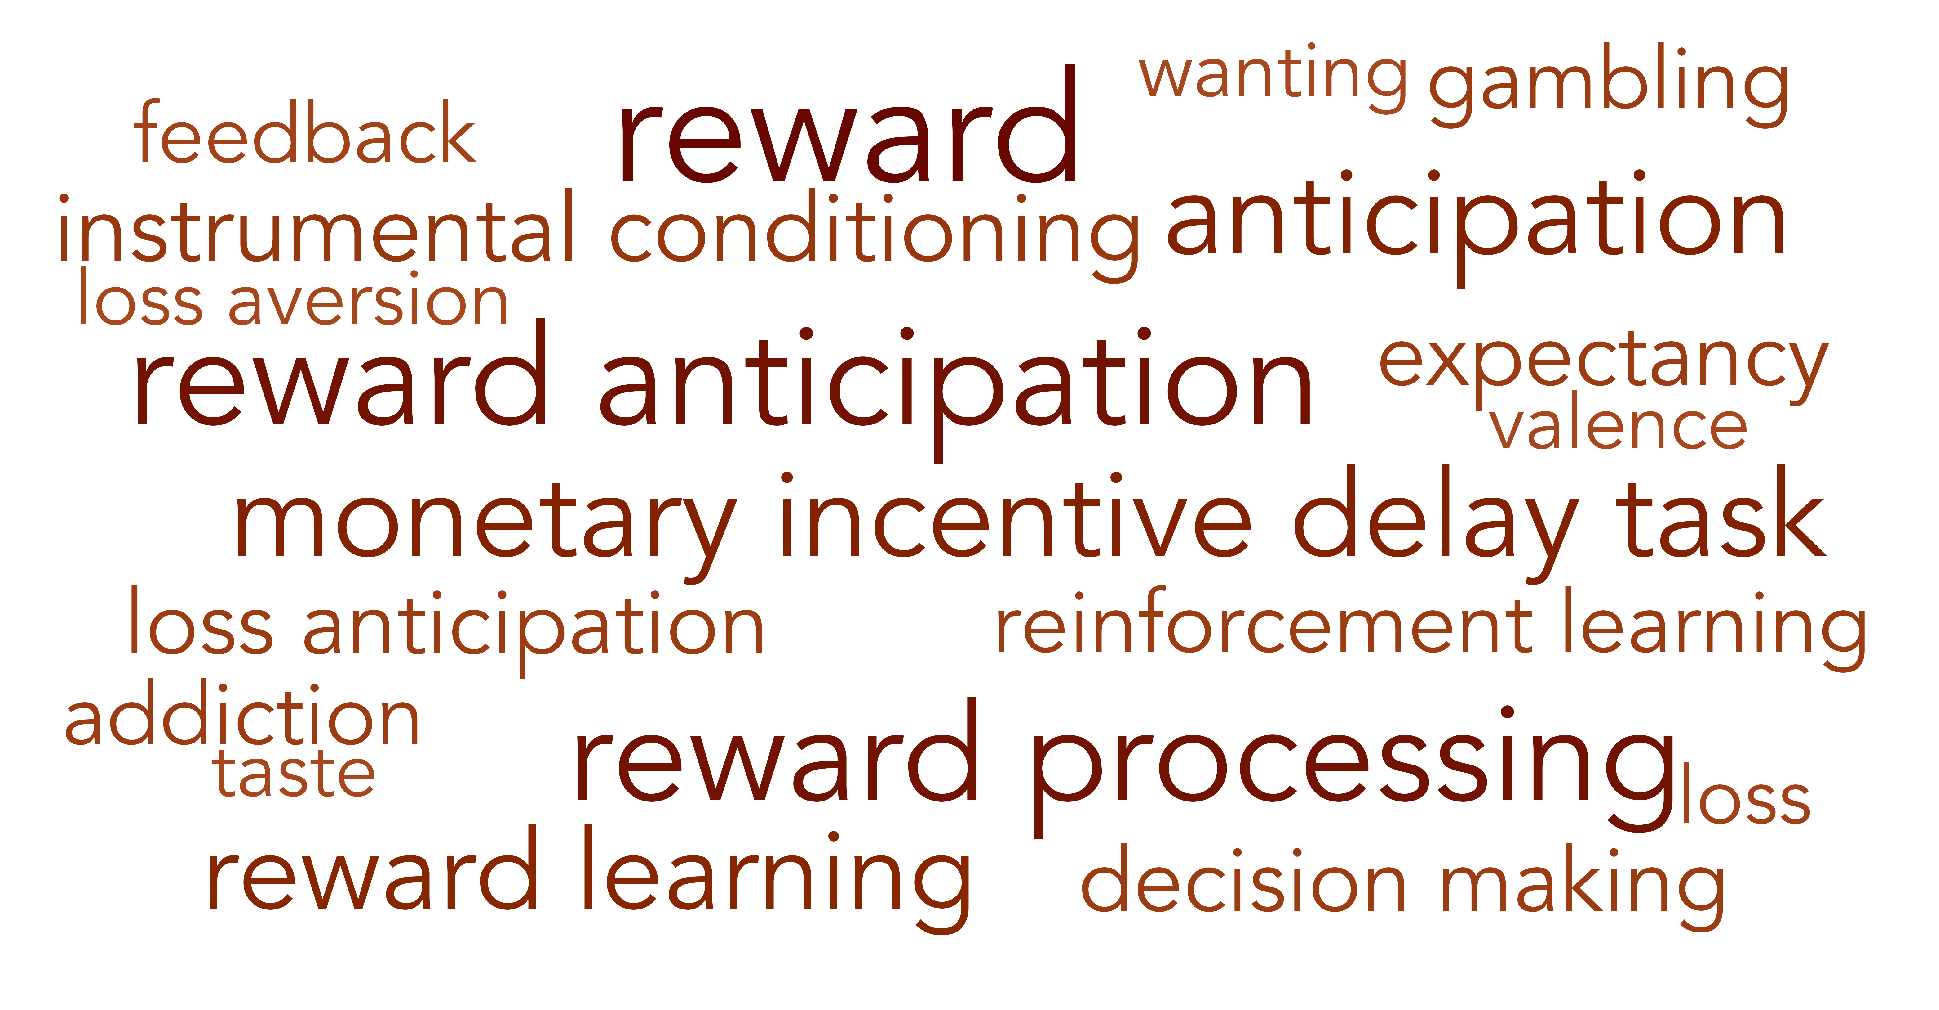 wanting gambling
feedback reward
instrumental conditioning anticipation
loss aversion
reward anticipation expectancy
valence
monetary incentive delay task
loss anticipation reinforcement learning
addiction
taste reward processing loss
reward learning decision making